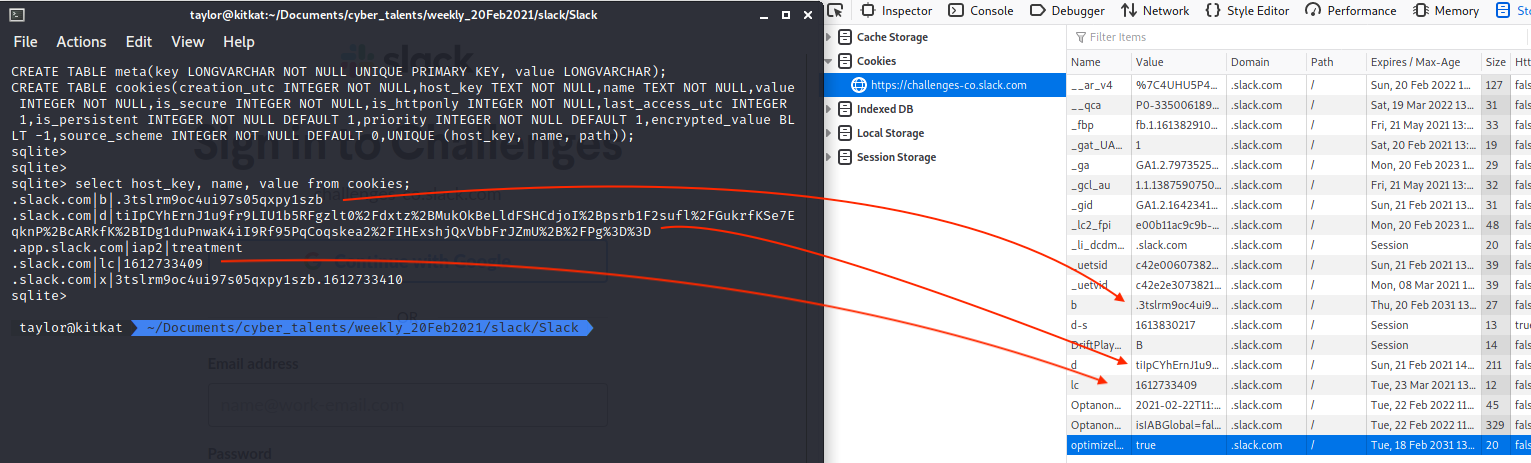 taylor@kitkat:~/Documents/cyber_talents/weekly_20Feb2021/slack/Slack
File Actions Edit View Help
slack
CREATE TABLE meta(key LONGVARCHAR NOT NULL UNIQUE PRIMARY KEY, value LONGVARCHAR);
CREATE TABLE cookies(creation_utc INTEGER NOT NULL,host_key TEXT NOT NULL,name TEXT NOT NULL,value
INTEGER NOT NULL,is_secure INTEGER NOT NULL,is_httponly INTEGER NOT NULL,last_access_utc INTEGER
1,is_persistent INTEGER NOT NULL DEFAULT 1,priority INTEGER NOT NULL DEFAULT 1,encrypted_value BL
LT -1,source_scheme INTEGER NOT NULL DEFAULT 0,UNIQUE (host_key, name, path));
sqlite>
Sign in to Challenges
sqlite>
sqlite> select host_key, name, value from cookies;
.slack.com|b|.3tslrm9oc4ui97s05qxpy1szb
.slack.com|d|tiIpCYhErnJ1u9fr9LIU1b5RFgzlt0%2Fdxtz%2BMukOkBeLldFSHCdjoI%2Bpsrb1F2sufl%2FGukrfKSe7E
qknP%2BcARkfK%2BIDg1duPnwaK4iI9Rf95PqCoqskea2%2FIHExshjQxVbbFrJZmU%2B%2FPg%3D%3D
.app.slack.com|iap2|treatment
.slack.com|lc|1612733409
.slack.com|x|3tslrm9oc4ui97s05qxpy1szb.1612733410
sqlite>
OR
taylor@kitkat ~/Documents/cyber_talents/weekly_20Feb2021/slack/Slack
Email address
Password
Inspector Console Debugger Network Style Editor Performance Memory
Cache Storage
Cookies
https://challenges-co.slack.com
Indexed DB
Local Storage
Session Storage
Filter Items
Name Value Domain Path Expires / Max-Age Size
__ar_v4 %7C4UHU5P4... .slack.com / Sun, 20 Feb 2022 1... 127 fals
__qca P0-335006189... .slack.com / Sat, 19 Mar 2022 13... 31 fals
_fbp fb.1.161382910... .slack.com / Fri, 21 May 2021 13:... 33 fals
_gat_UA... 1 .slack.com / Sat, 20 Feb 2021 13:... 19 fals
_ga GA1.2.7973525... .slack.com / Mon, 20 Feb 2023 1... 29 fals
_gcl_au 1.1.1387590750... .slack.com / Fri, 21 May 2021 13:... 32 fals
_gid GA1.2.1642341... .slack.com / Sun, 21 Feb 2021 13... 31 fals
_lc2_fpi e00b11ac9c9b-... .slack.com / Mon, 20 Feb 2023 1... 48 fals
_li_dcdm... .slack.com .slack.com / Session 20 fals
_uetsid c42e00607382... .slack.com / Sun, 21 Feb 2021 13... 39 fals
_uetvid c42e2e3073821... .slack.com / Mon, 08 Mar 2021 1... 39 fals
b .3tslrm9oc4ui9... .slack.com / Thu, 20 Feb 2031 13... 27 fals
d-s 1613830217 .slack.com / Session 13 true
DriftPlay... B .slack.com / Session 14 fals
d tiIpCYhErnJ1u9... .slack.com / Sun, 21 Feb 2021 14... 211 fals
lc 1612733409 .slack.com / Tue, 23 Mar 2021 13... 12 fals
Optanon... 2021-02-22T11:... .slack.com / Tue, 22 Feb 2022 11... 45 fals
Optanon... isIABGlobal=fal... .slack.com / Tue, 22 Feb 2022 11... 329 fals
optimizel... true .slack.com / Tue, 18 Feb 2031 13... 20 fals